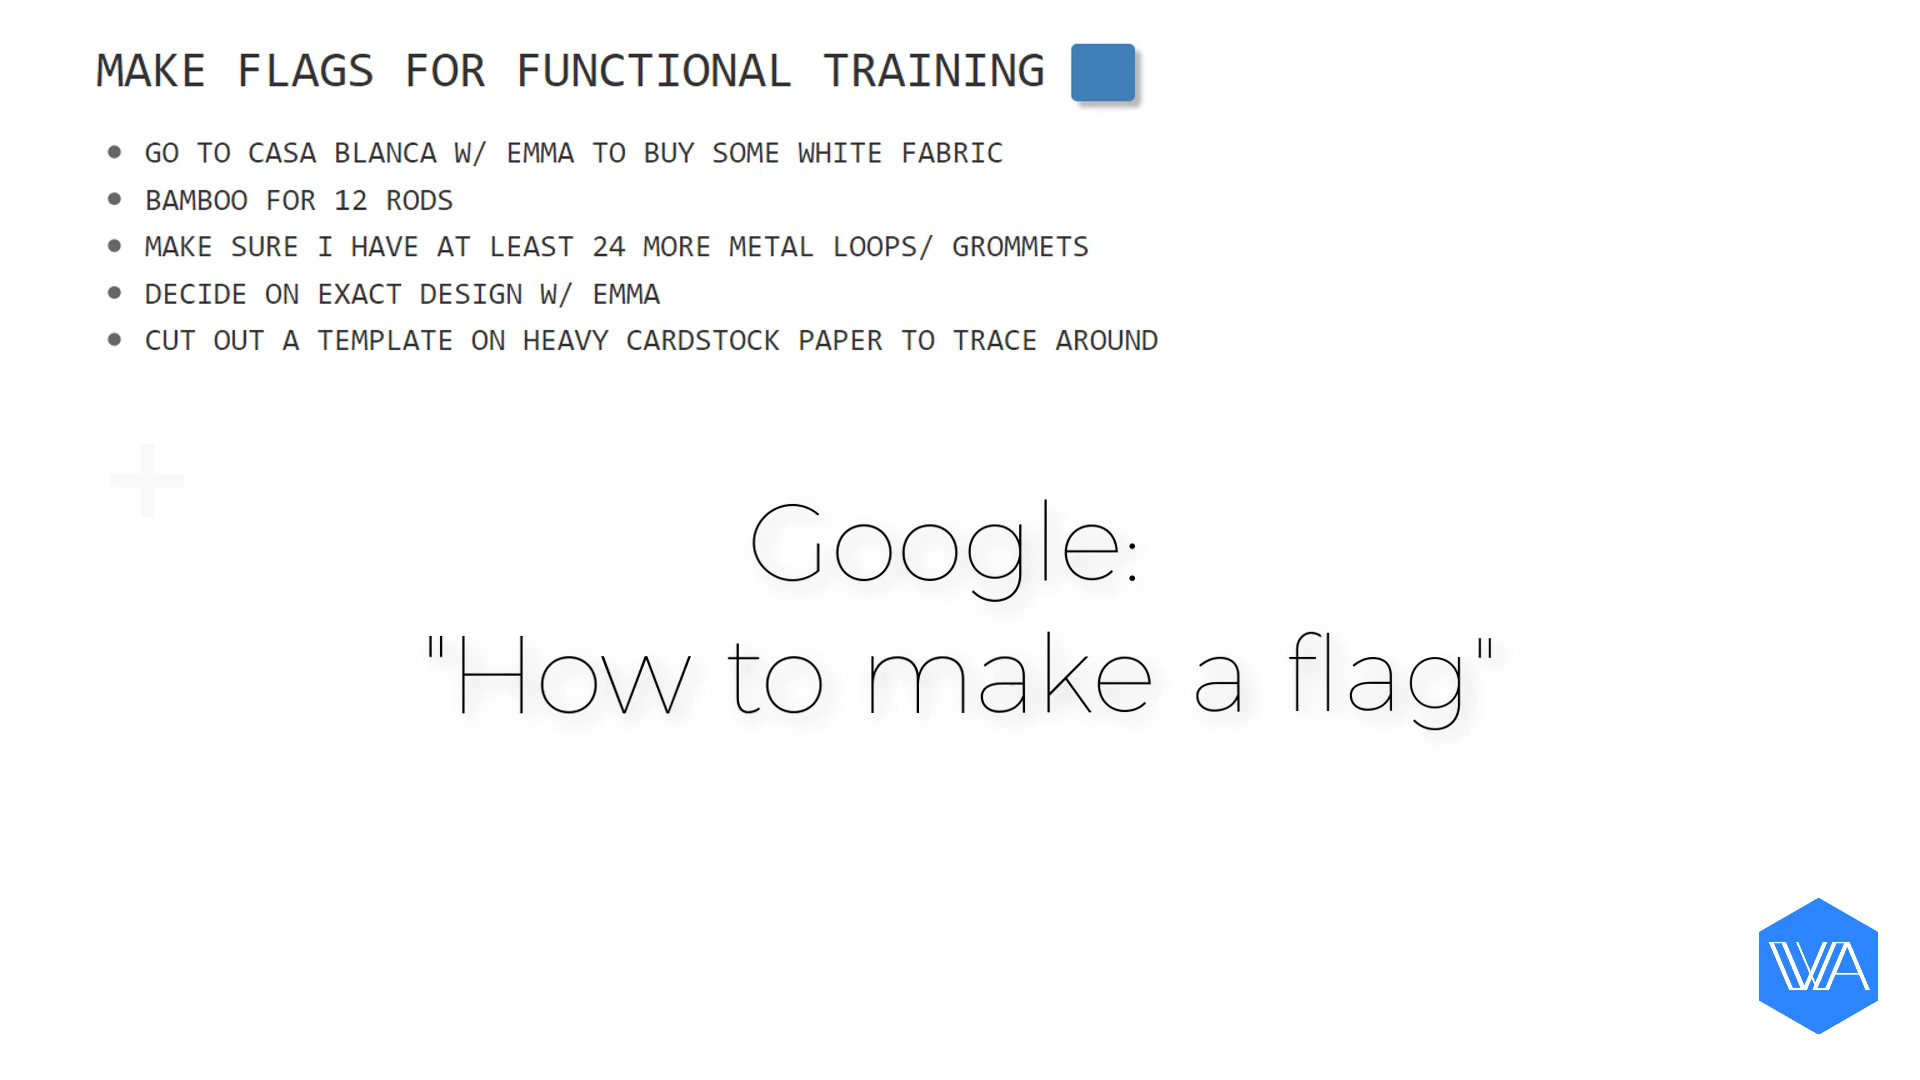 MAKE FLAGS FOR FUNCTIONAL TRAINING
GO TO CASA BLANCA W/ EMMA TO BUY SOME WHITE FABRIC
BAMBOO FOR 12 RODS
MAKE SURE I HAVE AT LEAST 24 MORE METAL LOOPS/ GROMMETS
DECIDE ON EXACT DESIGN W/ EMMA
CUT OUT A TEMPLATE ON HEAVY CARDSTOCK PAPER TO TRACE AROUND
Google:
"How to make a flag"
WA